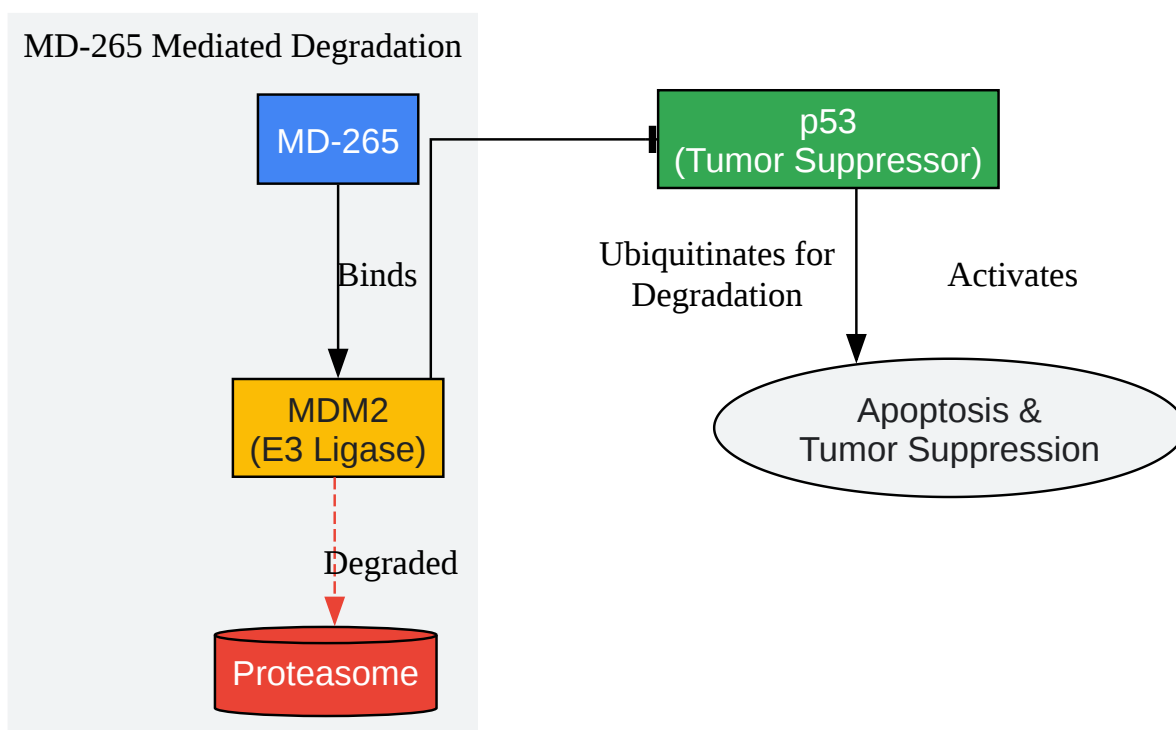 MD-265 Mediated Degradation
MD-265
p53
(Tumor Suppressor)
Binds
Ubiquitinates for
Degradation
Activates
MDM2
(E3 Ligase)
Apoptosis &
Tumor Suppression
Degraded
Proteasome